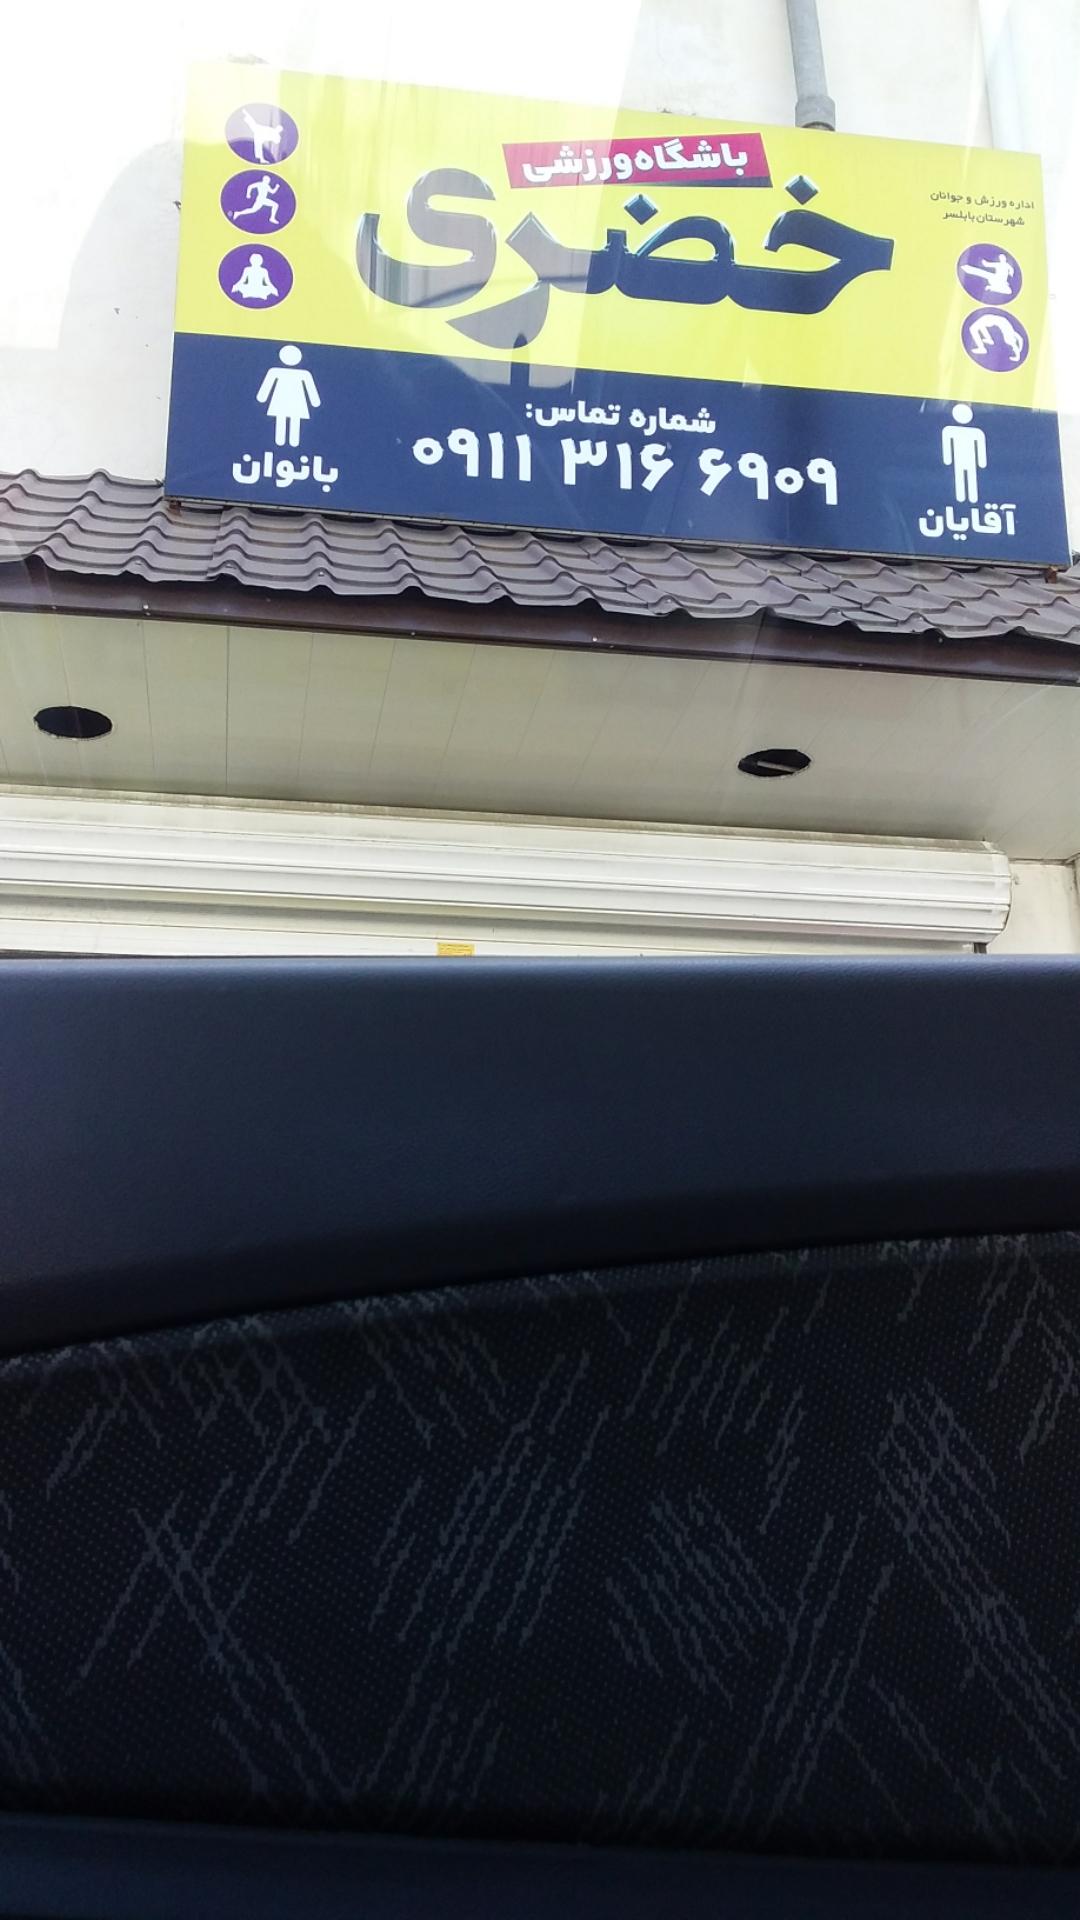 باشگاه ورزشی
خضری
اداره ورزش و جوانان
شهرستان بابلسر
شماره تماس:
۰۹۱۱ ۳۱۶ ۶۹۰۹
آقایان
بانوان